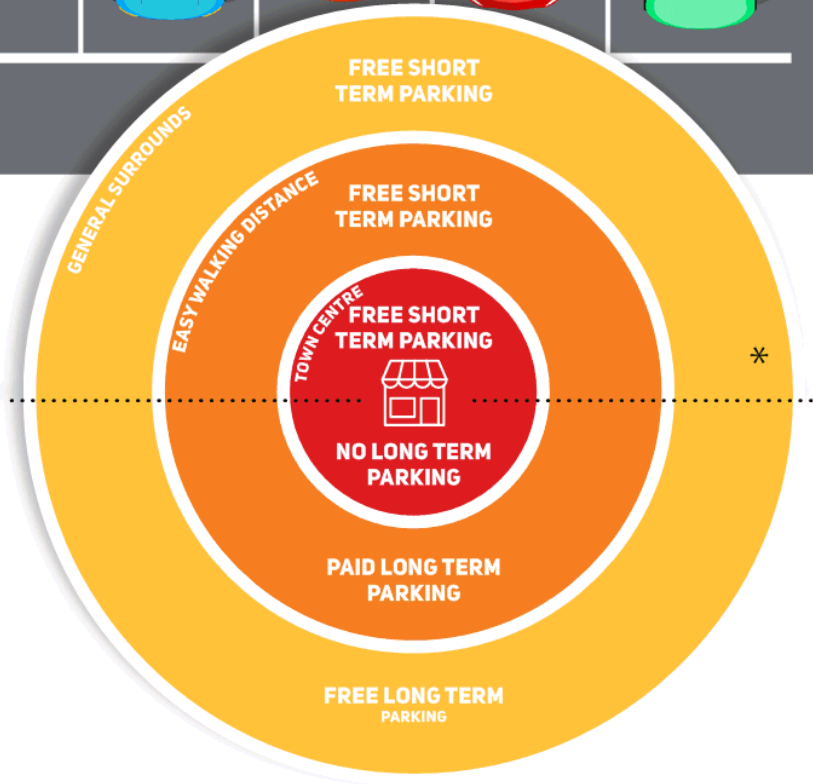 FREE SHORT
TERM PARKING
GENERAL SURROUNDS
FREE SHORT
TERM PARKING
EASY WALKING DISTANCE
TOWN CENTRE
FREE SHORT
TERM PARKING
*
NO LONG TERM
PARKING
PAID LONG TERM
PARKING
FREE LONG TERM
PARKING